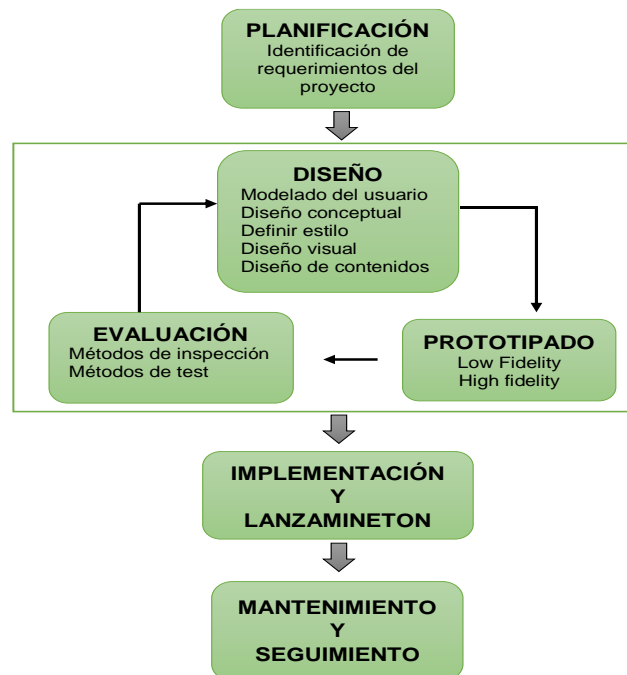 PLANIFICACIÓN
Identificación de
requerimientos del
proyecto
DISEÑO
Modelado del usuario
Diseño conceptual
Definir estilo
Diseño visual
Diseño de contenidos
EVALUACIÓN
Métodos de inspección
Métodos de test
PROTOTIPADO
Low Fidelity
High fidelity
IMPLEMENTACIÓN
Y
LANZAMINETON
MANTENIMIENTO
Y
SEGUIMIENTO